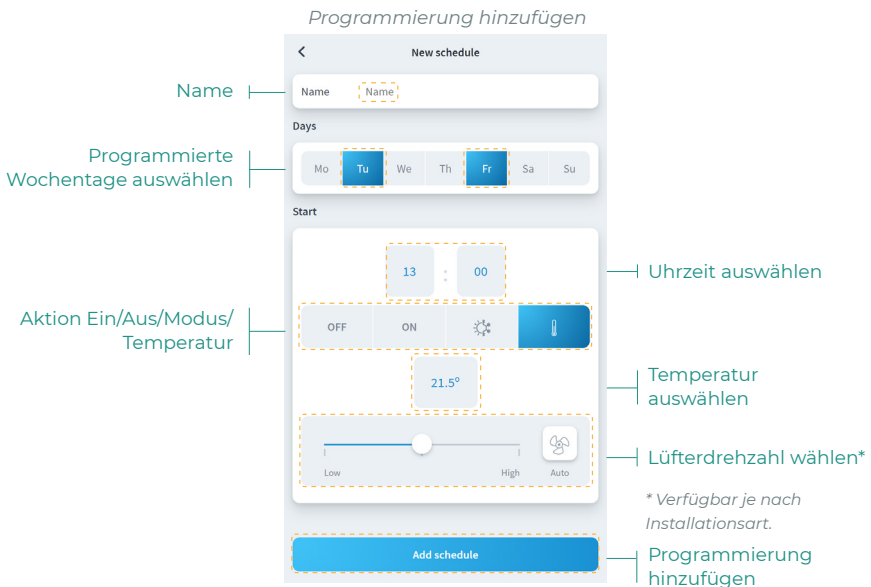 Programmierung hinzufügen
New schedule
Name
Name Name
Days
Programmierte
Wochentage auswählen
Mo Tu We Th Fr Sa Su
Start
13 : 00
Uhrzeit auswählen
Aktion Ein/Aus/Modus/
Temperatur
OFF ON
21.5°
Temperatur
auswählen
Low High Auto
Lüfterdrehzahl wählen*
* Verfügbar je nach
Installationsart.
Add schedule
Programmierung
hinzufügen